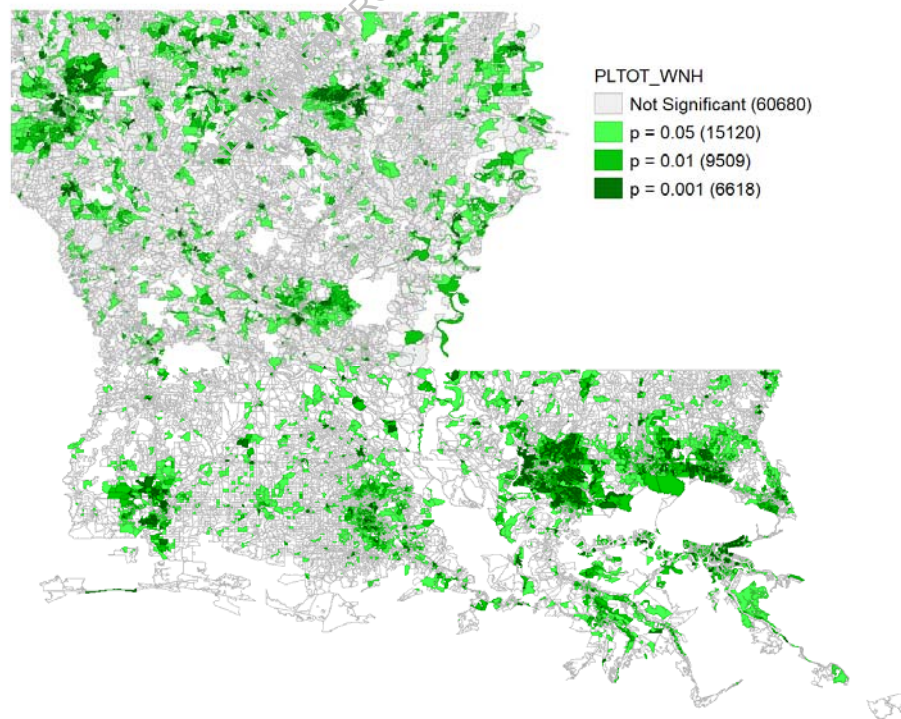 PLTOT_WNH
Not Significant (60680)
p = 0.05 (15120)
p = 0.01 (9509)
p = 0.001 (6618)